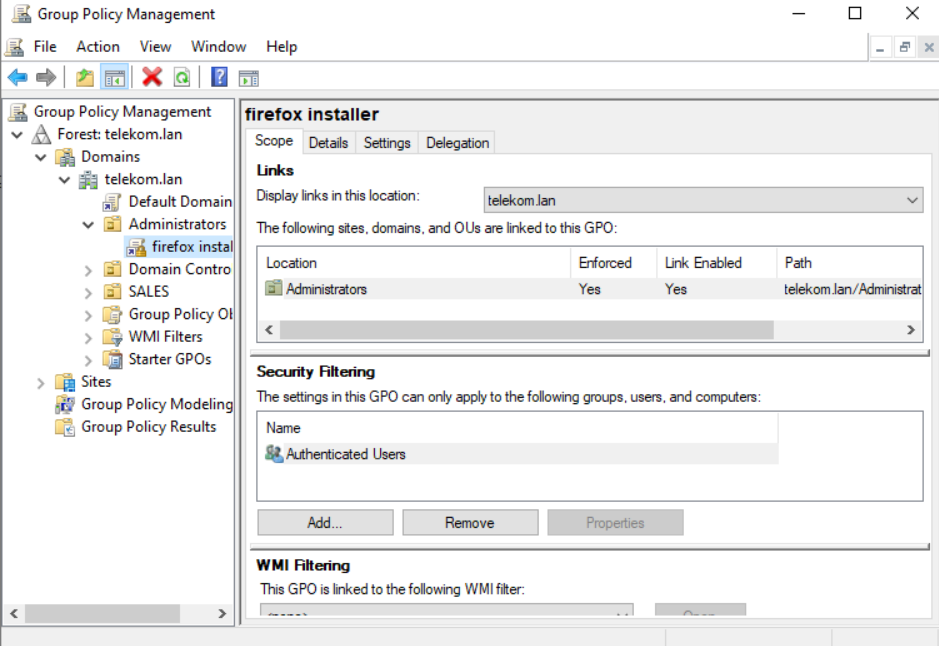 Group Policy Management
File Action View Window Help
Group Policy Management
Forest: telekom.lan
Domains
telekom.lan
Default Domain
Administrators
firefox instal
Domain Contro
SALES
Group Policy Ob
WMI Filters
Starter GPOs
Sites
Group Policy Modeling
Group Policy Results
firefox installer
Scope Details Settings Delegation
Links
Display links in this location: telekom.lan
The following sites, domains, and OUs are linked to this GPO:
Location Enforced Link Enabled Path
Administrators Yes Yes telekom.lan/Administrat
Security Filtering
The settings in this GPO can only apply to the following groups, users, and computers:
Name
Authenticated Users
Add... Remove Properties
WMI Filtering
This GPO is linked to the following WMI filter: